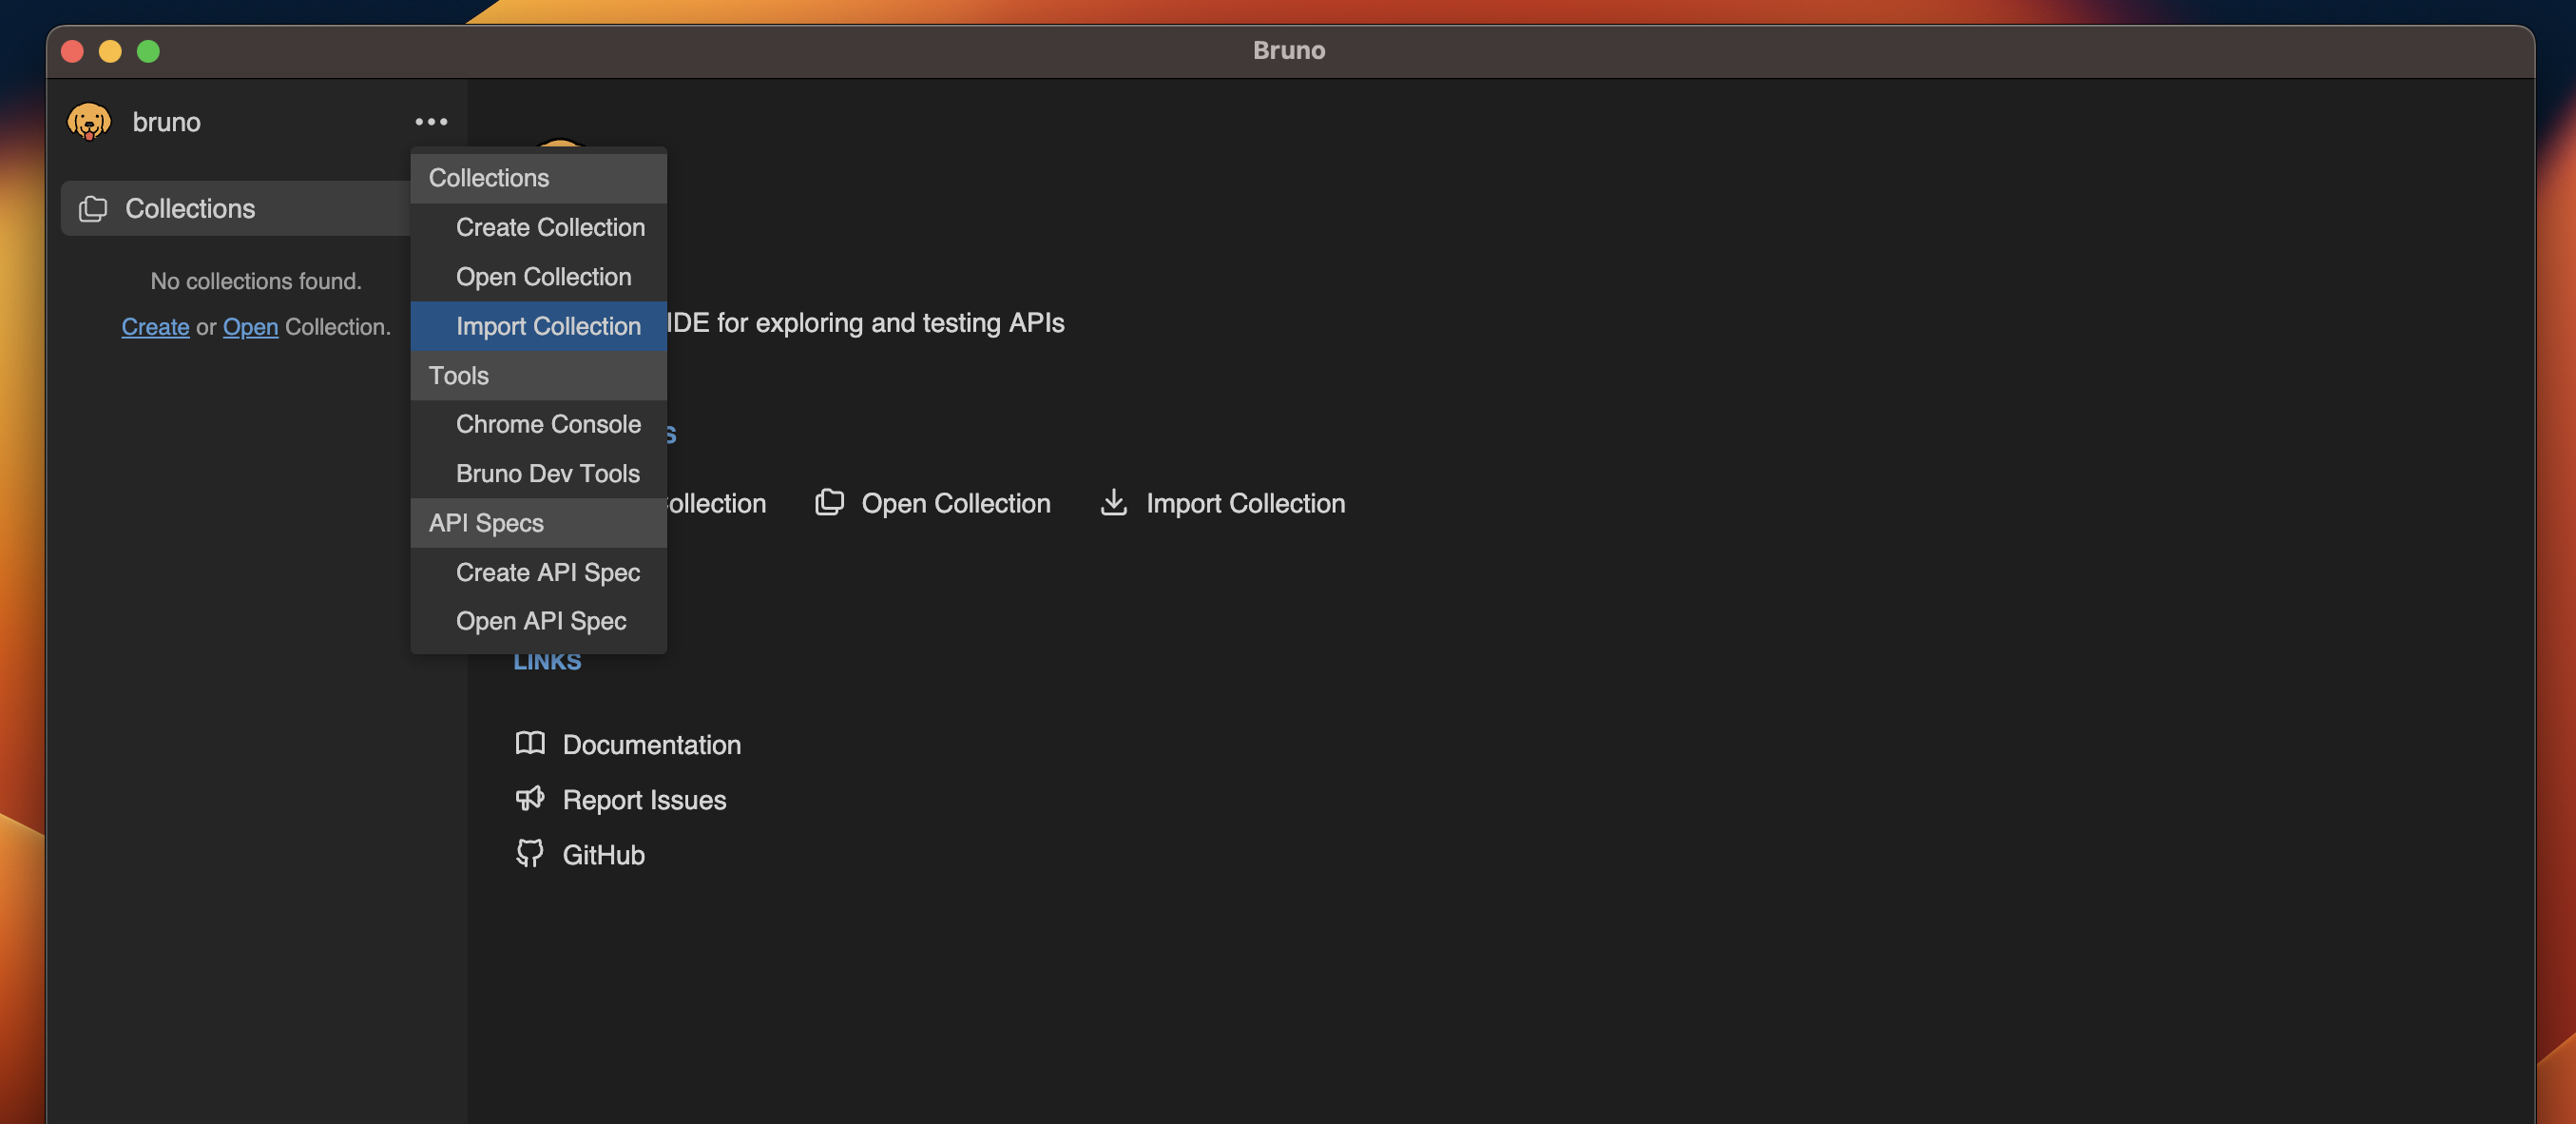 Bruno
bruno
Collections
No collections found.
Create or Open Collection.
Collections
Create Collection
Open Collection
Import Collection
Tools
Chrome Console
Bruno Dev Tools
API Specs
Create API Spec
Open API Spec
IDE for exploring and testing APIs
S
ollection
Open Collection
Import Collection
LINKS
Documentation
Report Issues
GitHub